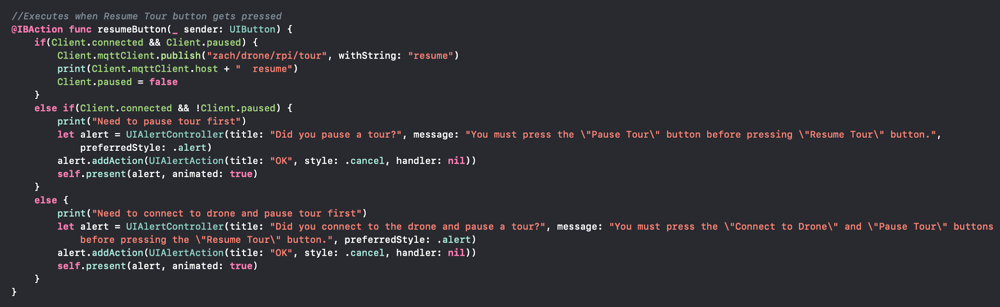 //Executes when Resume Tour button gets pressed
@IBAction func resumeButton(_ sender: UIButton) {
    if(Client.connected && Client.paused) {
        Client.mqttClient.publish("zach/drone/rpi/tour", withString: "resume")
        print(Client.mqttClient.host + "  resume")
        Client.paused = false
    }
    else if(Client.connected && !Client.paused) {
        print("Need to pause tour first")
        let alert = UIAlertController(title: "Did you pause a tour?", message: "You must press the \"Pause Tour\" button before pressing \"Resume Tour\" button.",
            preferredStyle: .alert)
        alert.addAction(UIAlertAction(title: "OK", style: .cancel, handler: nil))
        self.present(alert, animated: true)
    }
    else {
        print("Need to connect to drone and pause tour first")
        let alert = UIAlertController(title: "Did you connect to the drone and pause a tour?", message: "You must press the \"Connect to Drone\" and \"Pause Tour\" buttons
            before pressing the \"Resume Tour\" button.", preferredStyle: .alert)
        alert.addAction(UIAlertAction(title: "OK", style: .cancel, handler: nil))
        self.present(alert, animated: true)
    }
}